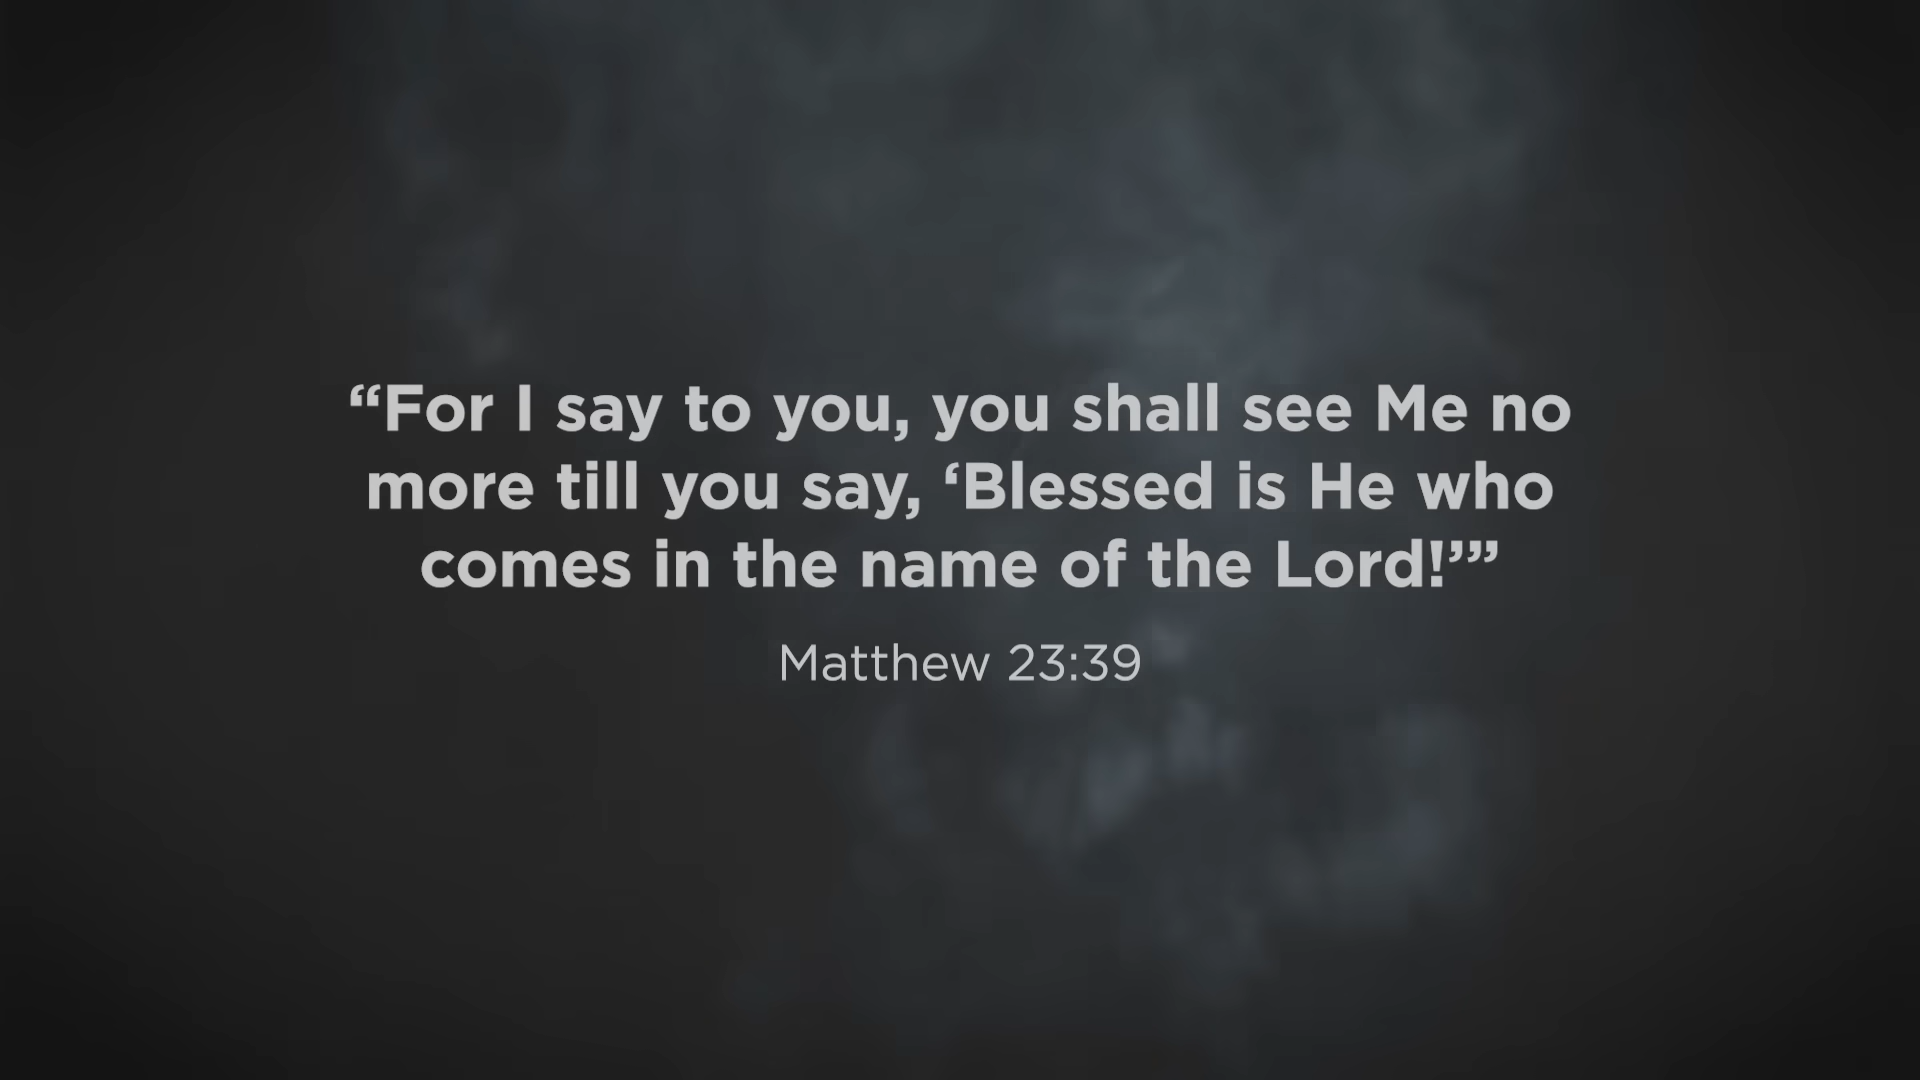 “For I say to you, you shall see Me no
more till you say, ‘Blessed is He who
comes in the name of the Lord!’”
Matthew 23:39